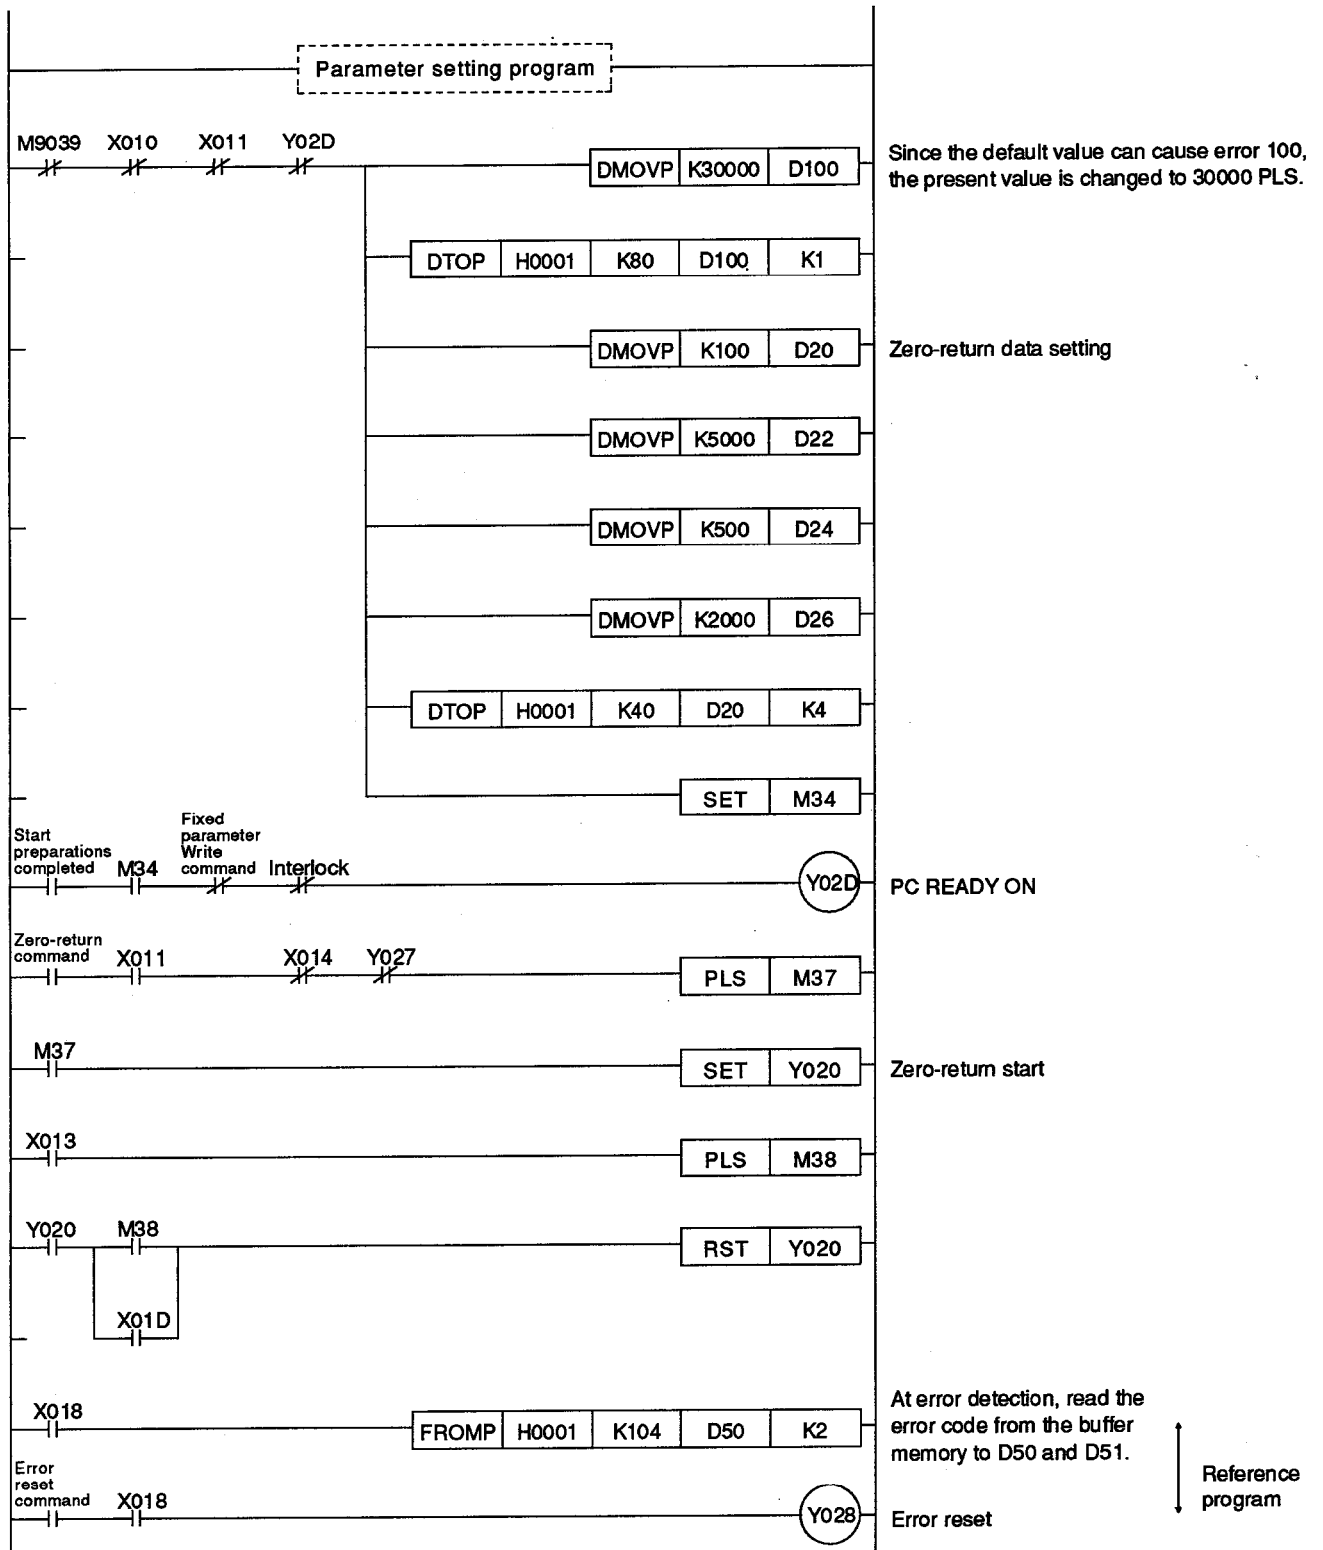 Parameter setting program
M9039 X010 X011 Y02D
DMOVP K30000 D100
Since the default value can cause error 100,
the present value is changed to 30000 PLS.
DTOP H0001 K80 D100 K1
DMOVP K100 D20
Zero-return data setting
DMOVP K5000 D22
DMOVP K500 D24
DMOVP K2000 D26
DTOP H0001 K40 D20 K4
SET M34
Start
preparations
completed
M34
Fixed
parameter
Write
command
Interlock
Y02D
PC READY ON
Zero-return
command
X011
X014
Y027
PLS M37
M37
SET Y020
Zero-return start
X013
PLS M38
Y020 M38
RST Y020
X01D
X018
FROMP H0001 K104 D50 K2
At error detection, read the
error code from the buffer
memory to D50 and D51.
Reference
program
Error
reset
command
X018
Y028
Error reset